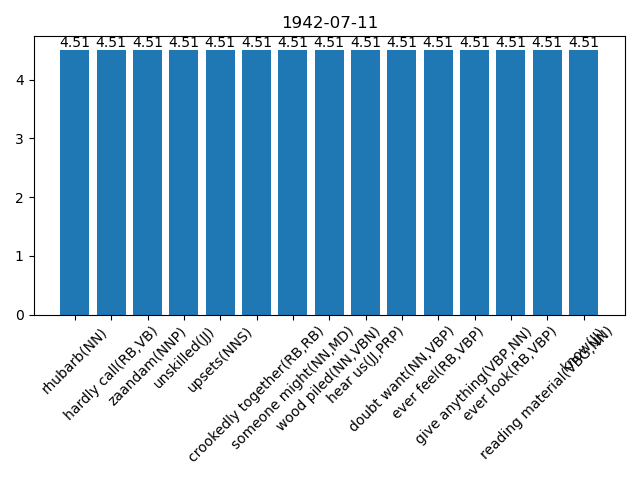 1942-07-11
4.51 4.51 4.51 4.51 4.51 4.51 4.51 4.51 4.51 4.51 4.51 4.51 4.51 4.51 4.51
4
3
2
1
0
rhubarb(NN)
hardly call(RB,VB)
zaandam(NNP)
unskilled(JJ)
upsets(NNS)
crookedly together(RB,RB)
someone might(NN,MD)
wood piled(NN,VBN)
hear us(JJ,PRP)
doubt want(NN,VBP)
ever feel(RB,VBP)
give anything(VBP,NN)
ever look(RB,VBP)
reading material(VBG,NN)